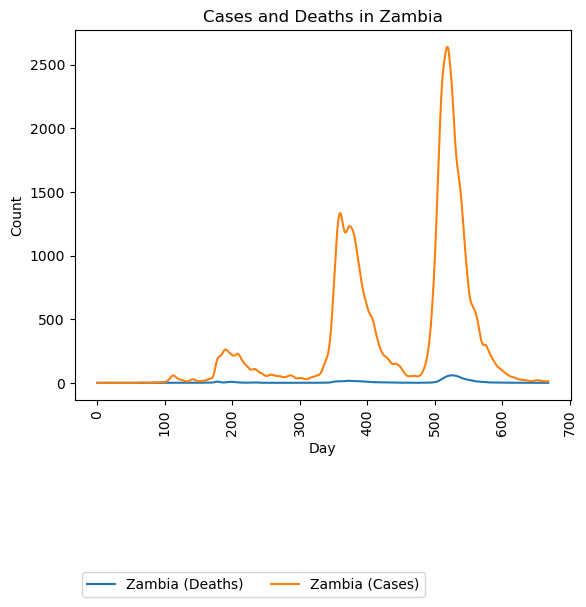 Cases and Deaths in Zambia
Count
2500
2000
1500
1000
500
0
0 100 200 300 400 500 600 700
Day
Zambia (Deaths) Zambia (Cases)